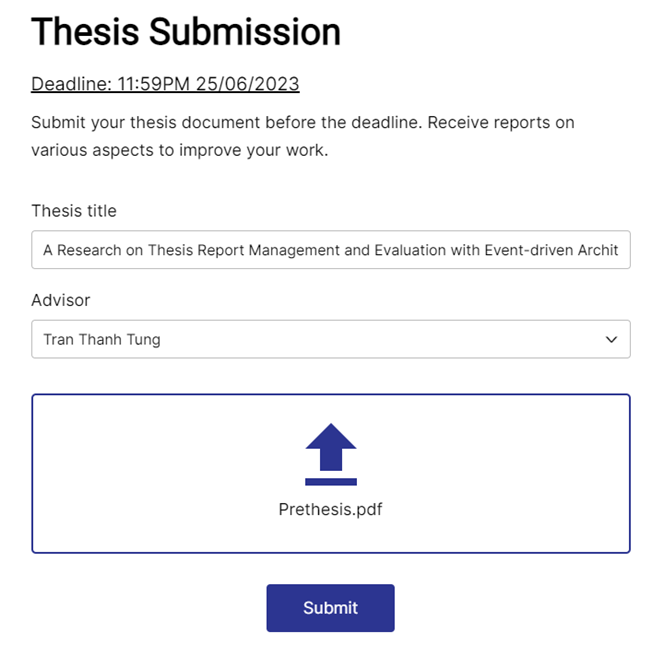 Thesis Submission
Deadline: 11:59PM 25/06/2023
Submit your thesis document before the deadline. Receive reports on
various aspects to improve your work.
Thesis title
A Research on Thesis Report Management and Evaluation with Event-driven Archit
Advisor
Tran Thanh Tung
Prethesis.pdf
Submit